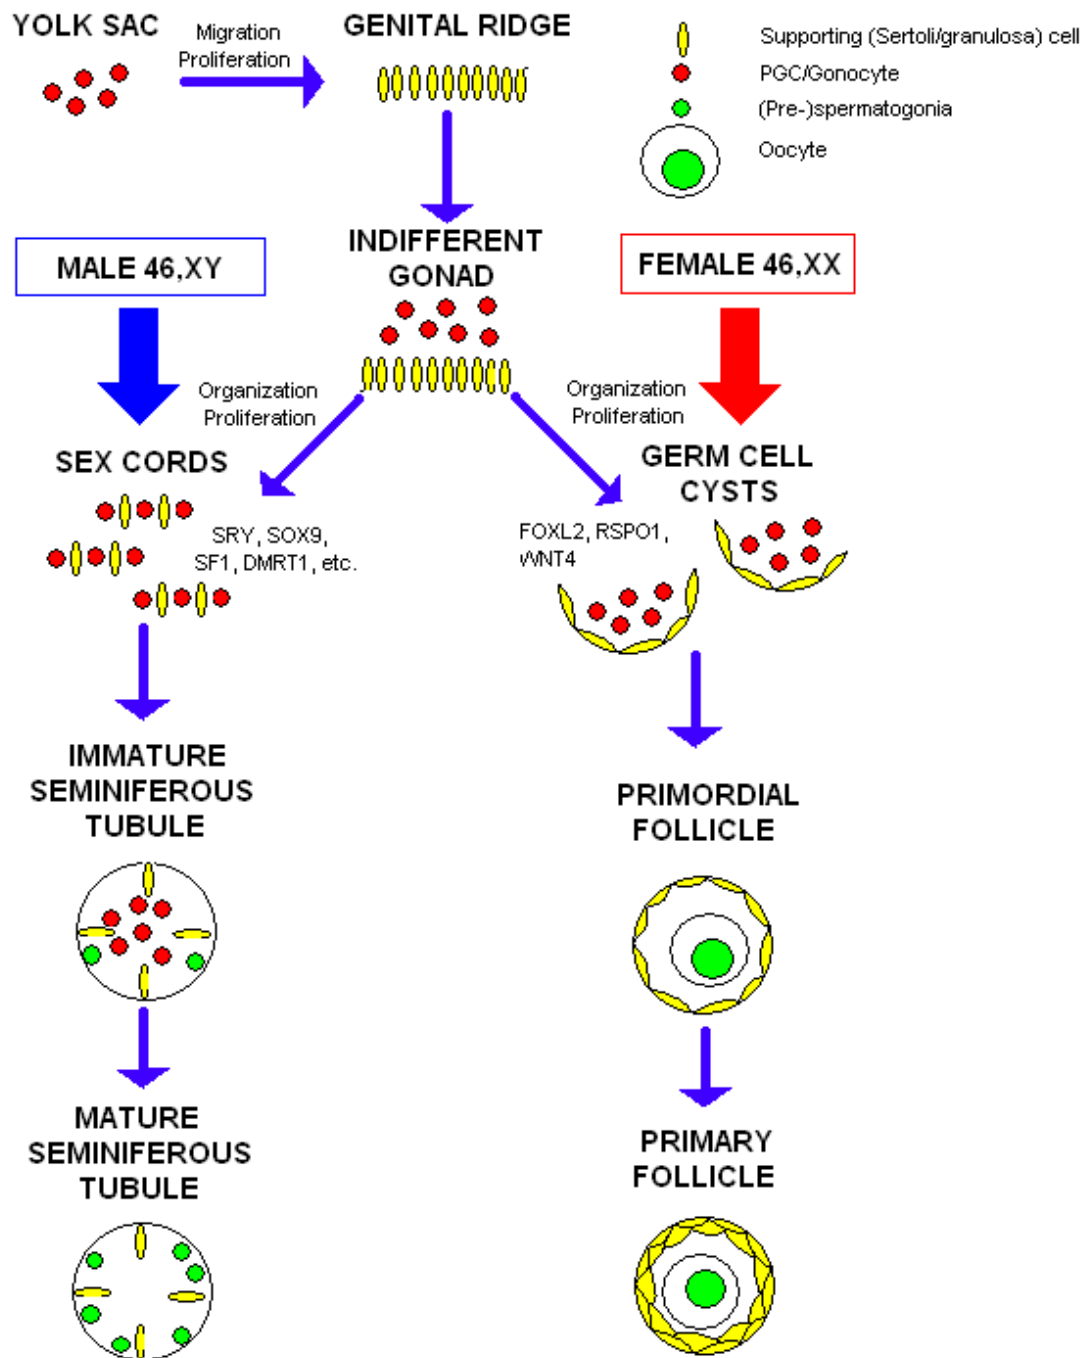 YOLK SAC
Migration
Proliferation
GENITAL RIDGE
Supporting (Sertoli/granulosa) cell
PGC/Gonocyte
(Pre-)spermatogonia
Oocyte
MALE 46,XY
INDIFFERENT
GONAD
FEMALE 46,XX
Organization
Proliferation
Organization
Proliferation
SEX CORDS
SRY, SOX9,
SF1, DMRT1, etc.
GERM CELL
CYSTS
FOXL2, RSPO1,
WNT4
IMMATURE
SEMINIFEROUS
TUBULE
PRIMORDIAL
FOLLICLE
MATURE
SEMINIFEROUS
TUBULE
PRIMARY
FOLLICLE